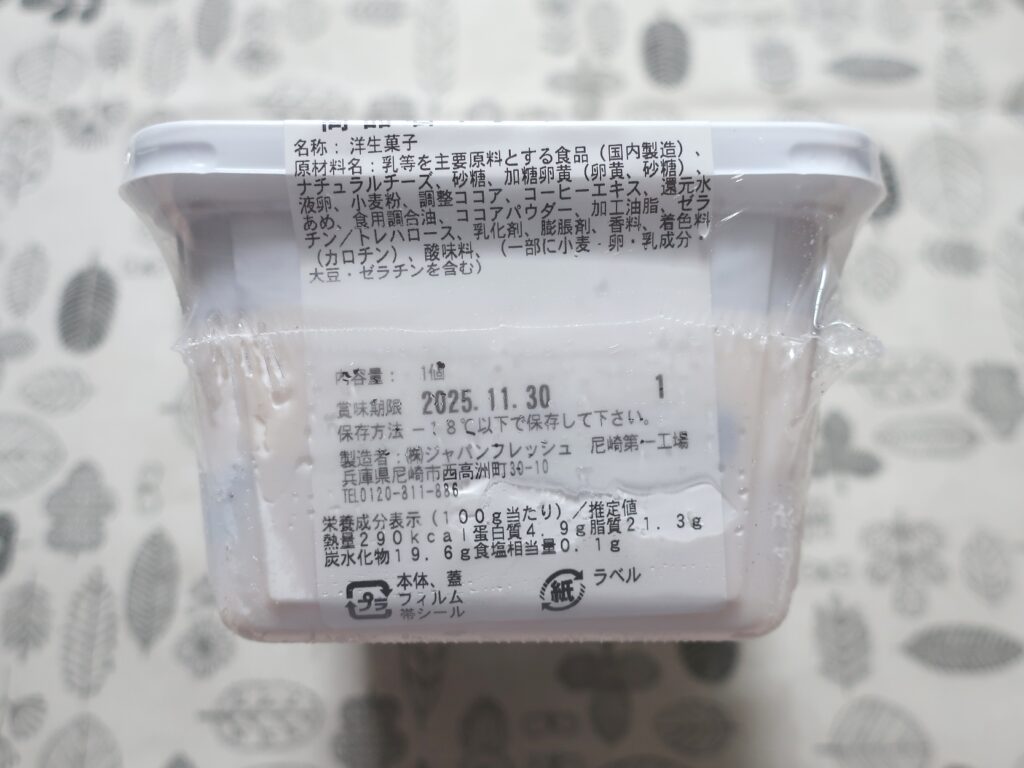 名称：洋生菓子
原材料名：乳等を主要原料とする食品（国内製造）、
ナチュラルチーズ、砂糖、加糖卵黄（卵黄、砂糖）、
液卵、小麦粉、調整ココア、コーヒーエキス、還元水
あめ、食用調合油、ココアパウダー、加工油脂、ゼラ
チン／トレハロース、乳化剤、膨脹剤、香料、着色料
（カロチン）、酸味料、（一部に小麦・卵・乳成分・
大豆・ゼラチンを含む）
内容量： 1個
賞味期限 2025.11.30 1
保存方法 －18℃以下で保存して下さい。
製造者：㈱ジャパンフレッシュ 尼崎第一工場
兵庫県尼崎市西高洲町30-10
TEL0120-311-886
栄養成分表示（100g当たり）／推定値
熱量290kcal蛋白質4.9g脂質21.3g
炭水化物19.6g食塩相当量0.1g
プラ 本体、蓋
フィルム
帯シール
紙 ラベル